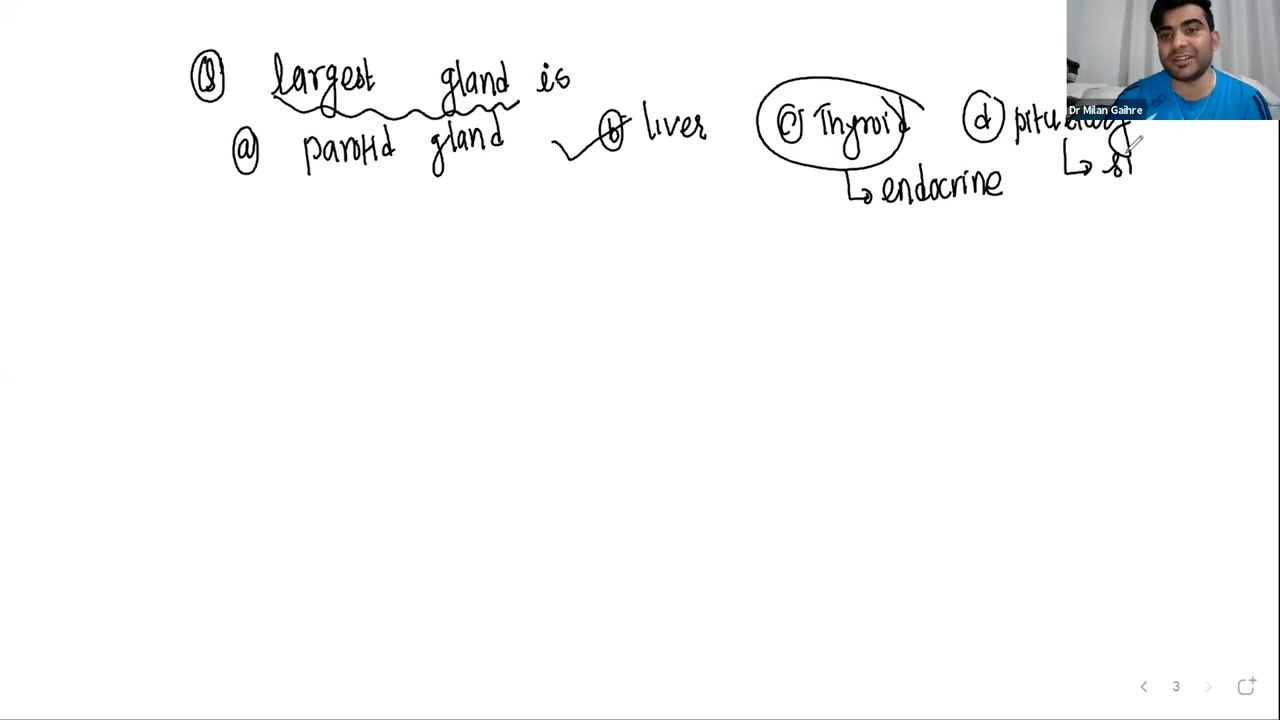 Q largest gland is
a parotid gland b liver c Thyroid d pituitary
endocrine
Dr Milan Gaihre
3